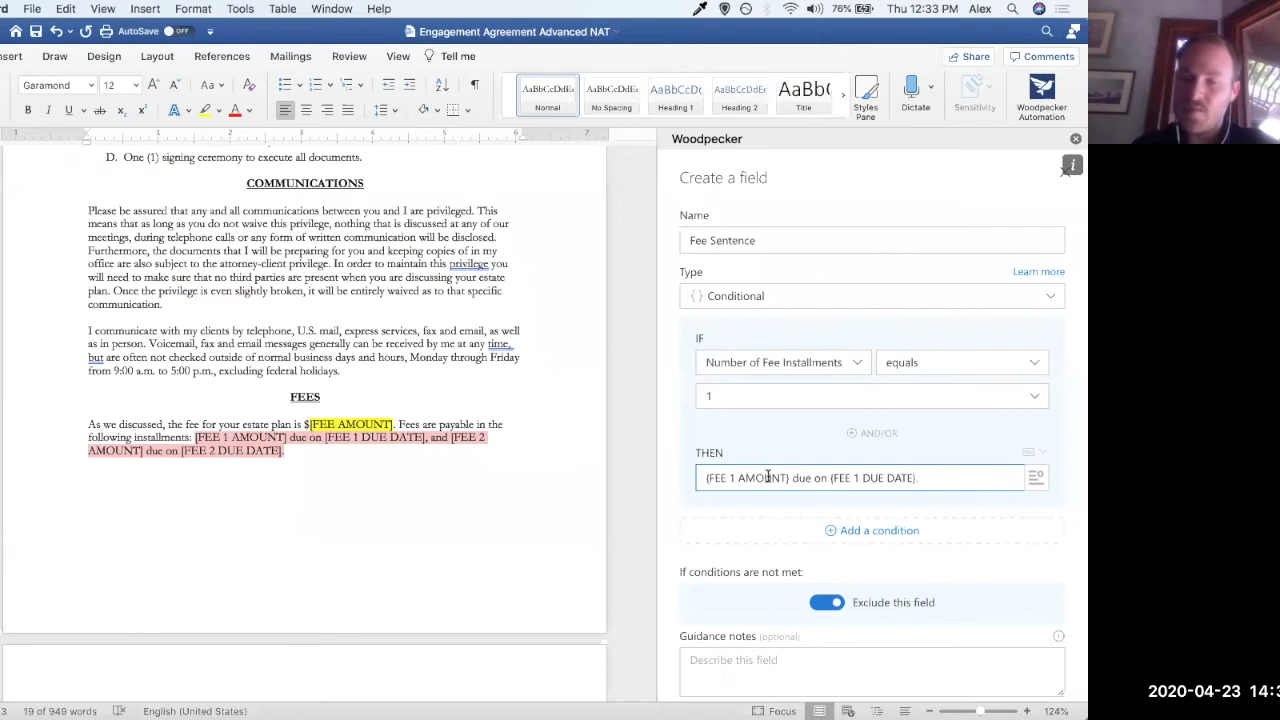 File Edit View Insert Format Tools Table Window Help
76% Thu 12:33 PM Alex
AutoSave OFF
Engagement Agreement Advanced NAT
Draw Design Layout References Mailings Review View Tell me
Share Comments
Garamond 12 Aa
AaBbCcDdEe AaBbCcDdEe AaBbCcDc AaBbCcDdEe AaBb(
Normal No Spacing Heading 1 Heading 2 Title
Styles Pane Dictate Sensitivity Woodpecker Automation
B I U ab x x A A
1 1 2 3 4 5 6 7
D. One (1) signing ceremony to execute all documents.
COMMUNICATIONS
Please be assured that any and all communications between you and I are privileged. This
means that as long as you do not waive this privilege, nothing that is discussed at any of our
meetings, during telephone calls or any form of written communication will be disclosed.
Furthermore, the documents that I will be preparing for you and keeping copies of in my
office are also subject to the attorney-client privilege. In order to maintain this privilege you
will need to make sure that no third parties are present when you are discussing your estate
plan. Once the privilege is even slightly broken, it will be entirely waived as to that specific
communication.
I communicate with my clients by telephone, U.S. mail, express services, fax and email, as well
as in person. Voicemail, fax and email messages generally can be received by me at any time,
but are often not checked outside of normal business days and hours, Monday through Friday
from 9:00 a.m. to 5:00 p.m., excluding federal holidays.
FEES
As we discussed, the fee for your estate plan is $[FEE AMOUNT]. Fees are payable in the
following installments: [FEE 1 AMOUNT] due on [FEE 1 DUE DATE], and [FEE 2
AMOUNT] due on [FEE 2 DUE DATE].
Woodpecker
Create a field
Name
Fee Sentence
Type Learn more
{} Conditional
IF
Number of Fee Installments equals
1
AND/OR
THEN
{FEE 1 AMOUNT} due on {FEE 1 DUE DATE}.
Add a condition
If conditions are not met:
Exclude this field
Guidance notes (optional)
Describe this field
3 19 of 949 words English (United States) Focus 124%
2020-04-23 14:3